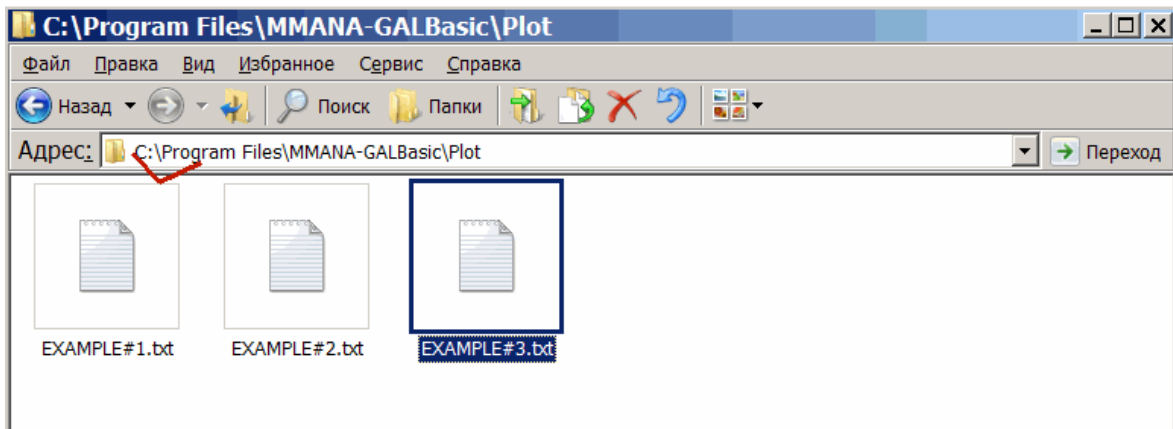 C:\Program Files\MMANA-GALBasic\Plot
Файл Правка Вид Избранное Сервис Справка
Назад Поиск Папки
Адрес: C:\Program Files\MMANA-GALBasic\Plot Переход
EXAMPLE#1.txt EXAMPLE#2.txt EXAMPLE#3.txt